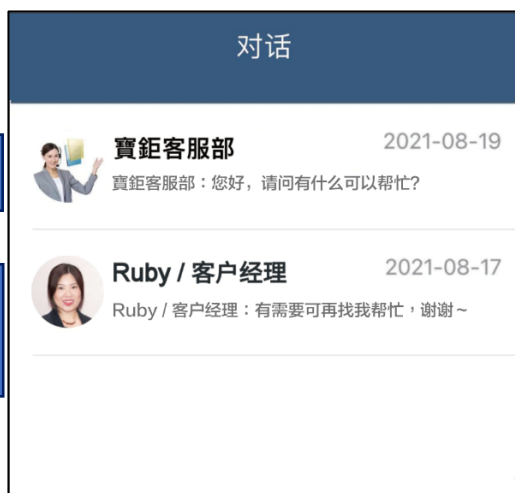 对话
寶鉅客服部
2021-08-19
寶鉅客服部：您好，请问有什么可以帮忙?
Ruby / 客户经理
2021-08-17
Ruby / 客户经理：有需要可再找我帮忙，谢谢~